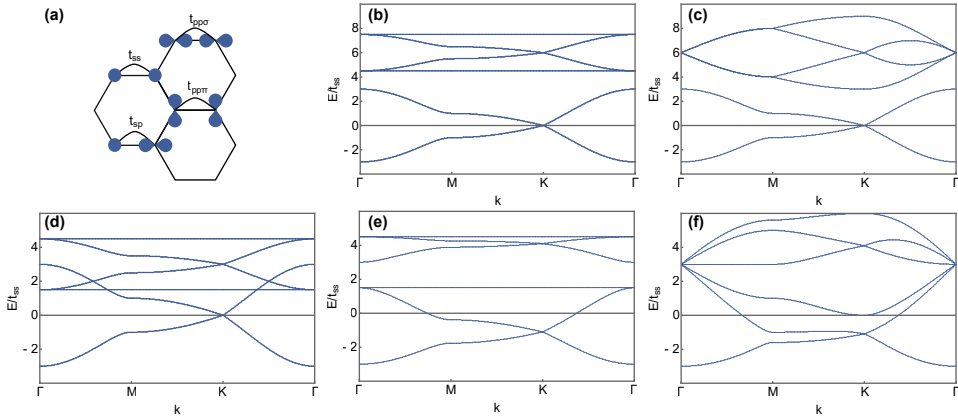 (a)
t_ppσ
t_ss
t_ppπ
t_sp
(b)
E/t_ss
8
6
4
2
0
- 2
Γ
M
K
Γ
k
(c)
E/t_ss
8
6
4
2
0
- 2
Γ
M
K
Γ
k
(d)
E/t_ss
4
2
0
- 2
Γ
M
K
Γ
k
(e)
E/t_ss
4
2
0
- 2
Γ
M
K
Γ
k
(f)
E/t_ss
4
2
0
- 2
Γ
M
K
Γ
k